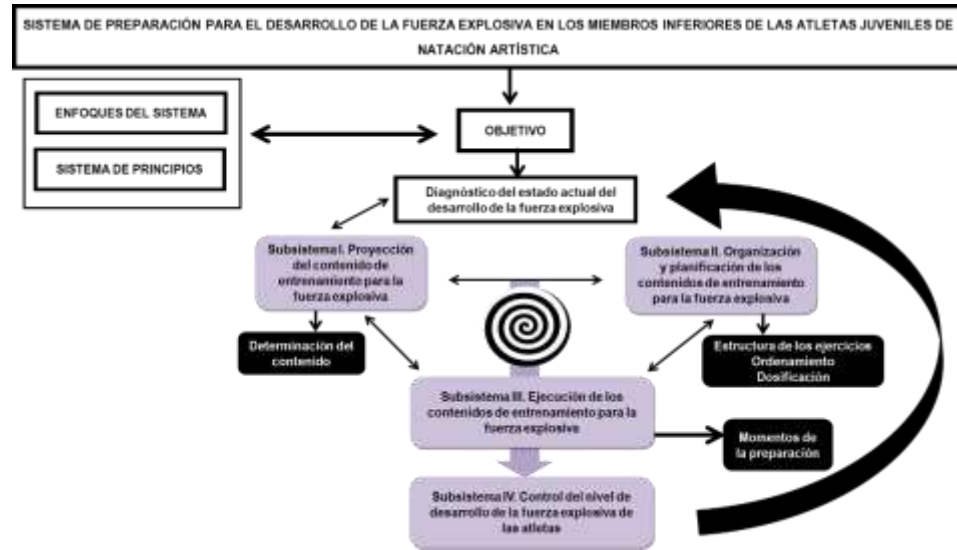 SISTEMA DE PREPARACIÓN PARA EL DESARROLLO DE LA FUERZA EXPLOSIVA EN LOS MIEMBROS INFERIORES DE LAS ATLETAS JUVENILES DE
NATACIÓN ARTÍSTICA
ENFOQUES DEL SISTEMA
SISTEMA DE PRINCIPIOS
OBJETIVO
Diagnóstico del estado actual del
desarrollo de la fuerza explosiva
Subsistema I. Proyección
del contenido de
entrenamiento para la
fuerza explosiva
Subsistema II. Organización
y planificación de los
contenidos de entrenamiento
para la fuerza explosiva
Determinación del
contenido
Estructura de los ejercicios
Ordenamiento
Dosificación
Subsistema III. Ejecución de los
contenidos de entrenamiento para la
fuerza explosiva
Momentos de
la preparación
Subsistema IV. Control del nivel de
desarrollo de la fuerza explosiva de
las atletas